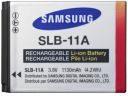 SAMSUNG
SLB-11A
RECHARGEABLE Li-ion Battery
RECHARGEABLE Pile Li-ion
SLB-11A 3.8V 1130mAh (4.2Wh)